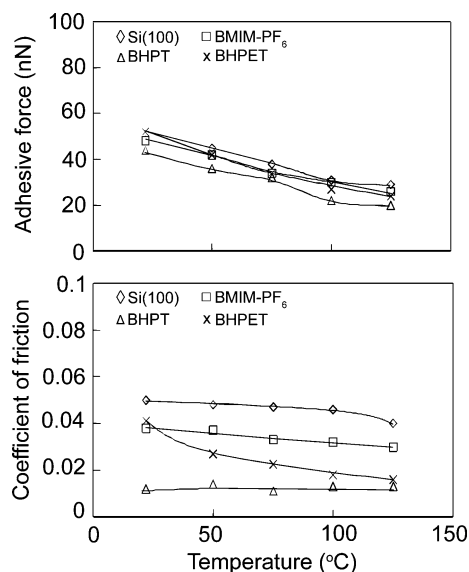 100
80
60
40
20
0
Adhesive force (nN)
Si(100) BMIM-PF6
BHPT BHPET
0.1
0.08
0.06
0.04
0.02
0
Coefficient of friction
Si(100) BMIM-PF6
BHPT BHPET
0 50 100 150
Temperature (°C)